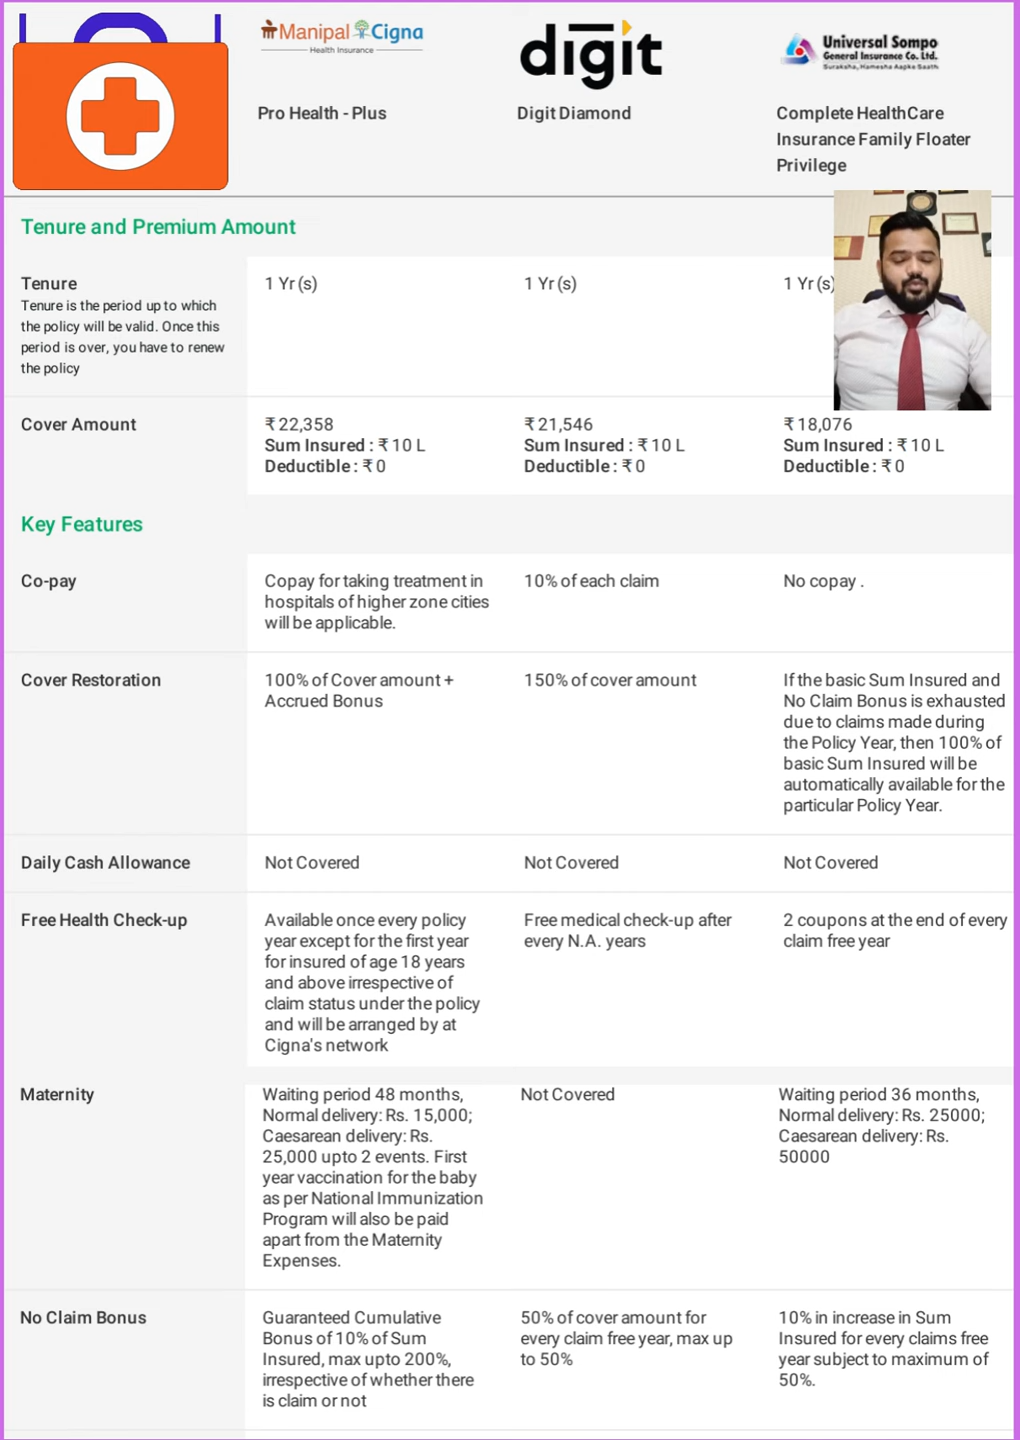 ManipalCigna
Health Insurance
digit
Universal Sompo
General Insurance Co. Ltd.
Suraksha, Hamesha Aapke Saath
Pro Health - Plus
Digit Diamond
Complete HealthCare
Insurance Family Floater
Privilege
Tenure and Premium Amount
Tenure
Tenure is the period up to which
the policy will be valid. Once this
period is over, you have to renew
the policy
1 Yr(s)
1 Yr(s)
1 Yr(s)
Cover Amount
₹ 22,358
Sum Insured : ₹ 10 L
Deductible : ₹ 0
₹ 21,546
Sum Insured : ₹ 10 L
Deductible : ₹ 0
₹ 18,076
Sum Insured : ₹ 10 L
Deductible : ₹ 0
Key Features
Co-pay
Copay for taking treatment in
hospitals of higher zone cities
will be applicable.
10% of each claim
No copay .
Cover Restoration
100% of Cover amount +
Accrued Bonus
150% of cover amount
If the basic Sum Insured and
No Claim Bonus is exhausted
due to claims made during
the Policy Year, then 100% of
basic Sum Insured will be
automatically available for the
particular Policy Year.
Daily Cash Allowance
Not Covered
Not Covered
Not Covered
Free Health Check-up
Available once every policy
year except for the first year
for insured of age 18 years
and above irrespective of
claim status under the policy
and will be arranged by at
Cigna's network
Free medical check-up after
every N.A. years
2 coupons at the end of every
claim free year
Maternity
Waiting period 48 months,
Normal delivery: Rs. 15,000;
Caesarean delivery: Rs.
25,000 upto 2 events. First
year vaccination for the baby
as per National Immunization
Program will also be paid
apart from the Maternity
Expenses.
Not Covered
Waiting period 36 months,
Normal delivery: Rs. 25000;
Caesarean delivery: Rs.
50000
No Claim Bonus
Guaranteed Cumulative
Bonus of 10% of Sum
Insured, max upto 200%,
irrespective of whether there
is claim or not
50% of cover amount for
every claim free year, max up
to 50%
10% in increase in Sum
Insured for every claims free
year subject to maximum of
50%.